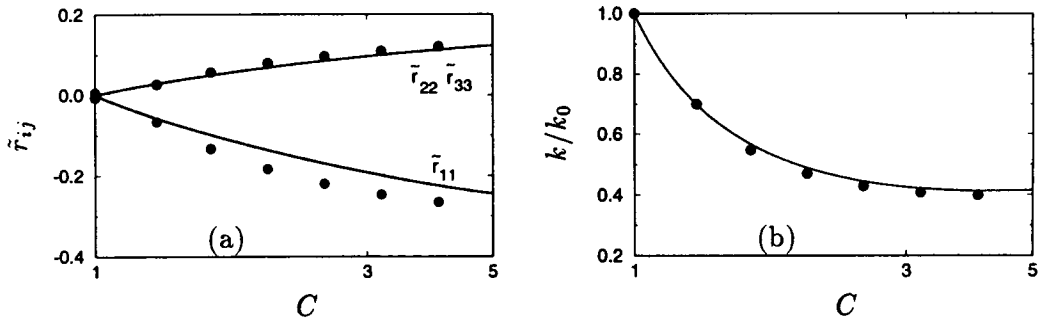 0.2
0.0
-0.2
-0.4
r̃ᵢⱼ
r̃₂₂ r̃₃₃
r̃₁₁
(a)
1
3
5
C
1.0
0.8
0.6
0.4
0.2
k/k₀
(b)
1
3
5
C